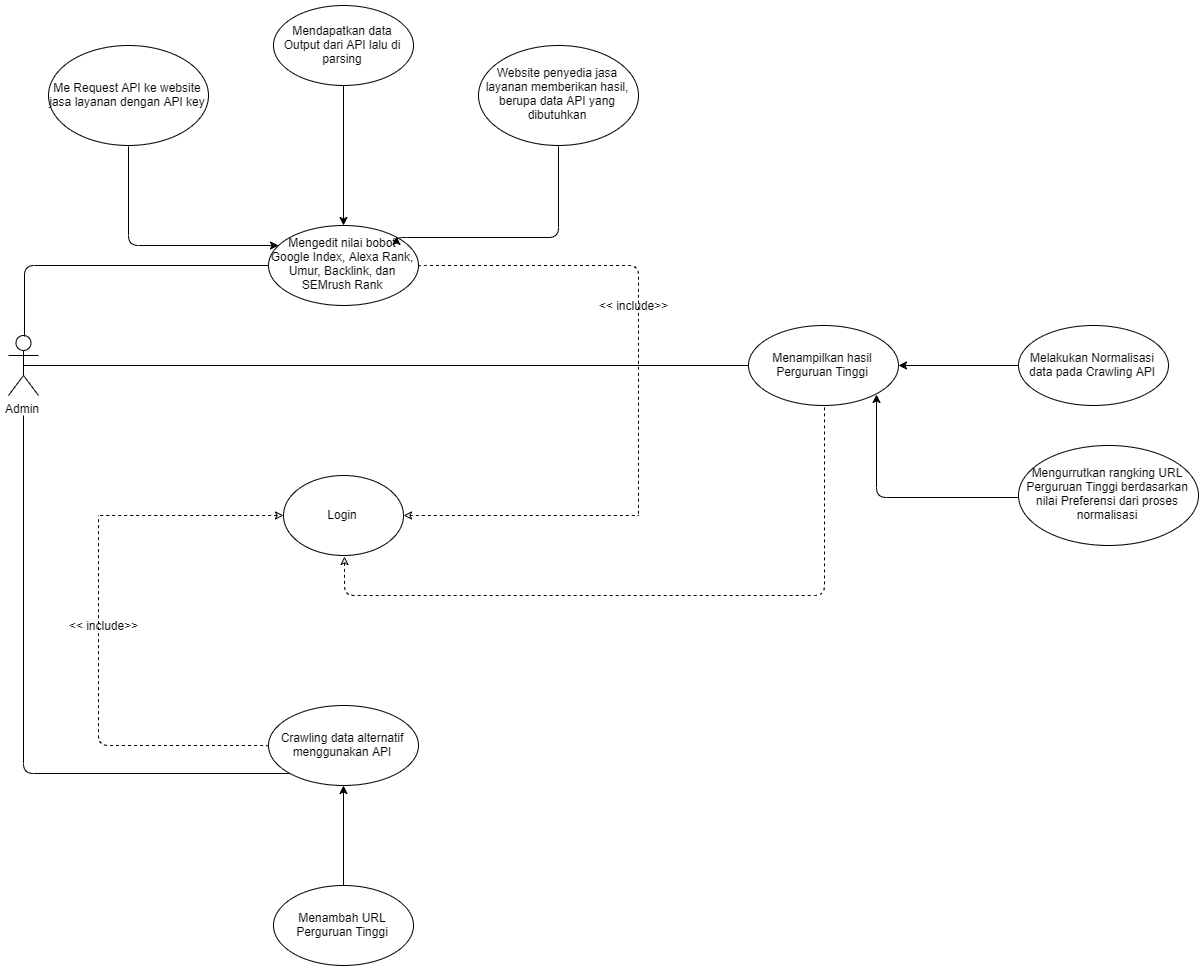 Mendapatkan data
Output dari API lalu di
parsing
Me Request API ke website
jasa layanan dengan API key
Website penyedia jasa
layanan memberikan hasil,
berupa data API yang
dibutuhkan
Mengedit nilai bobot
Google Index, Alexa Rank,
Umur, Backlink, dan
SEMrush Rank
<< include>>
Admin
Menampilkan hasil
Perguruan Tinggi
Melakukan Normalisasi
data pada Crawling API
Mengurrutkan rangking URL
Perguruan Tinggi berdasarkan
nilai Preferensi dari proses
normalisasi
Login
<< include>>
Crawling data alternatif
menggunakan API
Menambah URL
Perguruan Tinggi